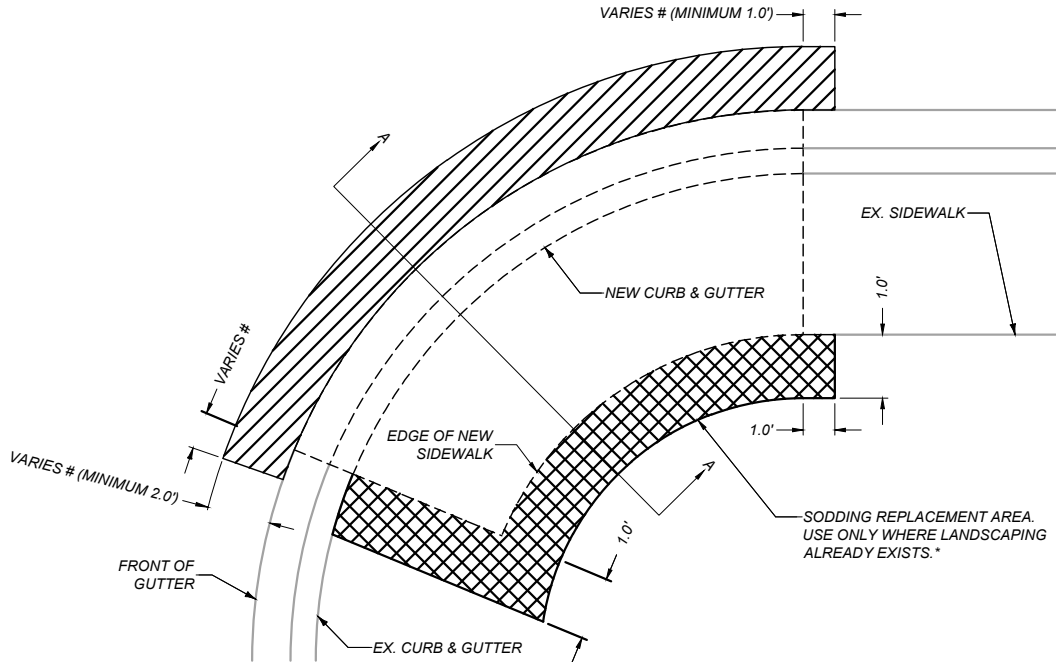 VARIES # (MINIMUM 1.0')
A
EX. SIDEWALK
NEW CURB & GUTTER
1.0'
VARIES #
1.0'
EDGE OF NEW
SIDEWALK
VARIES # (MINIMUM 2.0')
A
SODDING REPLACEMENT AREA.
USE ONLY WHERE LANDSCAPING
ALREADY EXISTS.*
1.0'
FRONT OF
GUTTER
EX. CURB & GUTTER